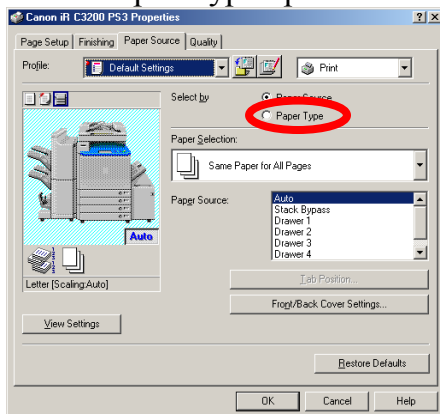 Canon iR C3200 PS3 Properties
Page Setup Finishing Paper Source Quality
Profile: Default Settings Print
Select by Paper Source
Paper Type
Paper Selection:
Same Paper for All Pages
Paper Source: Auto
Stack Bypass
Drawer 1
Drawer 2
Drawer 3
Drawer 4
Auto
Letter [Scaling:Auto]
Tab Position...
Front/Back Cover Settings...
View Settings
Restore Defaults
OK Cancel Help